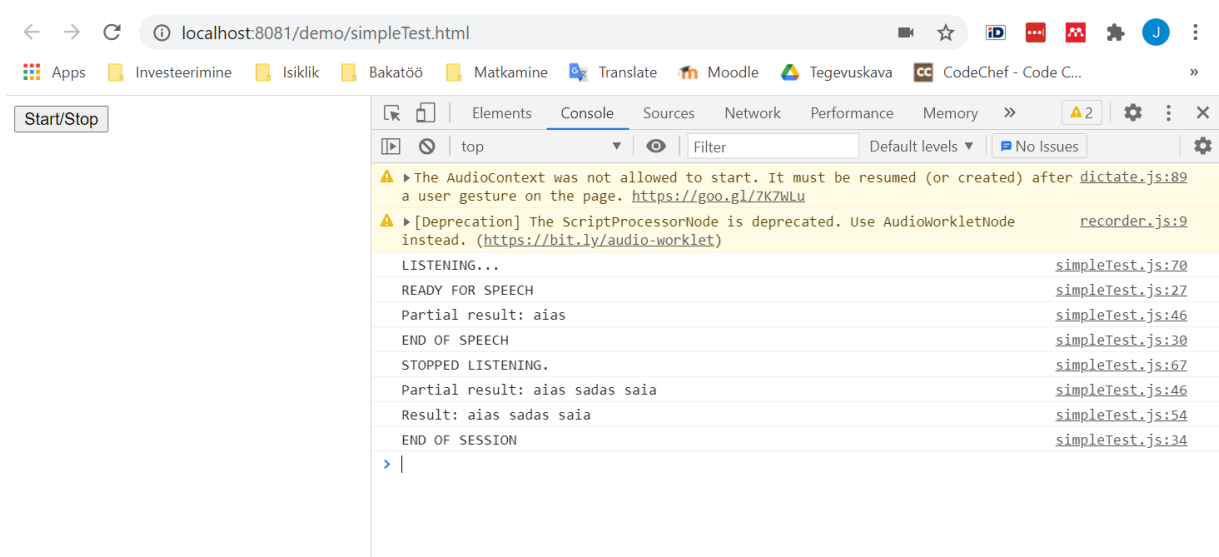 localhost:8081/demo/simpleTest.html
iD
J
Apps Investeerimine Isiklik Bakatöö Matkamine Translate Moodle Tegevuskava CC CodeChef - Code C... »
Start/Stop
Elements Console Sources Network Performance Memory » 2
top Filter Default levels ▼ No Issues
The AudioContext was not allowed to start. It must be resumed (or created) after dictate.js:89
a user gesture on the page. https://goo.gl/7K7WLu
[Deprecation] The ScriptProcessorNode is deprecated. Use AudioWorkletNode recorder.js:9
instead. (https://bit.ly/audio-worklet)
LISTENING... simpleTest.js:70
READY FOR SPEECH simpleTest.js:27
Partial result: aias simpleTest.js:46
END OF SPEECH simpleTest.js:30
STOPPED LISTENING. simpleTest.js:67
Partial result: aias sadas saia simpleTest.js:46
Result: aias sadas saia simpleTest.js:54
END OF SESSION simpleTest.js:34